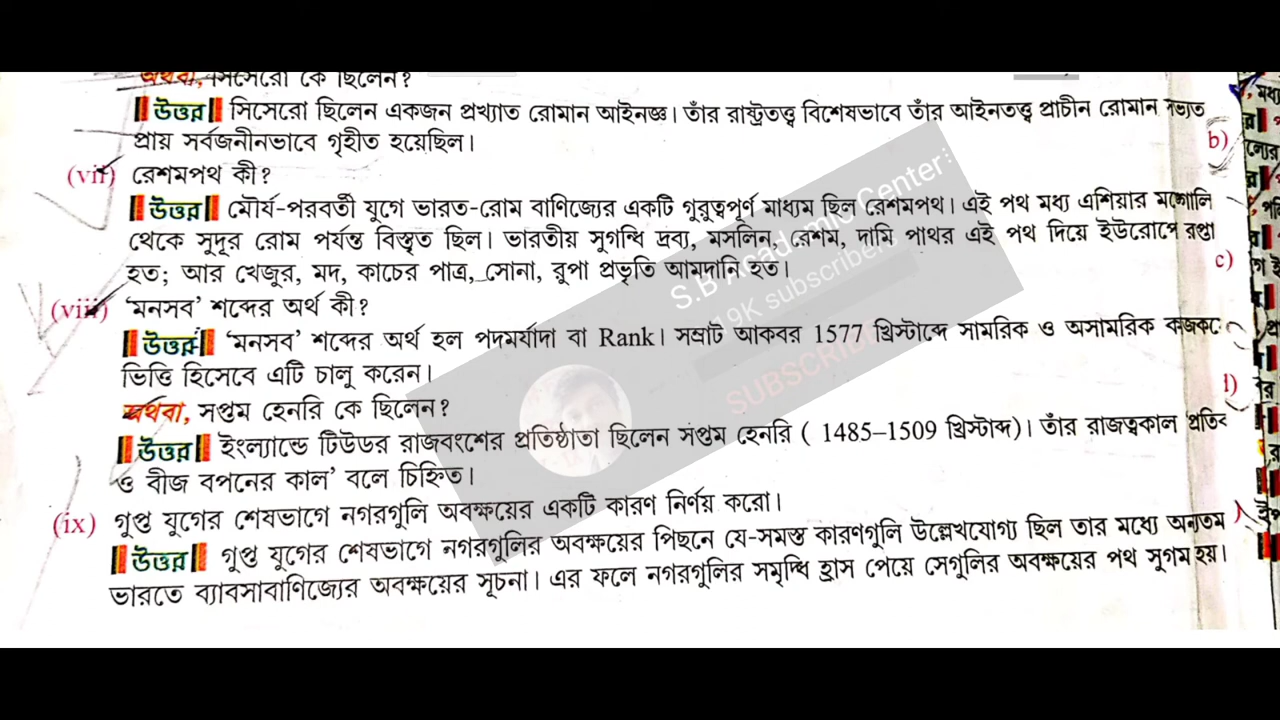 অথবা, সিসেরো কে ছিলেন?
উত্তর সিসেরো ছিলেন একজন প্রখ্যাত রোমান আইনজ্ঞ। তাঁর রাষ্ট্রতত্ত্ব বিশেষভাবে তাঁর আইনতত্ত্ব প্রাচীন রোমান
প্রায় সর্বজনীনভাবে গৃহীত হয়েছিল।
b)
(vii) রেশমপথ কী?
উত্তর মৌর্য-পরবর্তী যুগে ভারত-রোম বাণিজ্যের একটি গুরুত্বপূর্ণ মাধ্যম ছিল রেশমপথ। এই পথ মধ্য এশিয়ার
থেকে সুদূর রোম পর্যন্ত বিস্তৃত ছিল। ভারতীয় সুগন্ধি দ্রব্য, মসলিন, রেশম, দামি পাথর এই পথ দিয়ে ইউরোপে
হত; আর খেজুর, মদ, কাচের পাত্র, সোনা, রুপা প্রভৃতি আমদানি হত।
c)
(viii) ‘মনসব’ শব্দের অর্থ কী?
উত্তর ‘মনসব’ শব্দের অর্থ হল পদমর্যাদা বা Rank। সম্রাট আকবর 1577 খ্রিস্টাব্দে সামরিক ও অসামরিক
ভিত্তি হিসেবে এটি চালু করেন।
অথবা, সপ্তম হেনরি কে ছিলেন?
উত্তর ইংল্যান্ডে টিউডর রাজবংশের প্রতিষ্ঠাতা ছিলেন সপ্তম হেনরি ( 1485–1509 খ্রিস্টাব্দ)। তাঁর রাজত্বকাল
ও বীজ বপনের কাল’ বলে চিহ্নিত।
(ix) গুপ্ত যুগের শেষভাগে নগরগুলি অবক্ষয়ের একটি কারণ নির্ণয় করো।
উত্তর গুপ্ত যুগের শেষভাগে নগরগুলির অবক্ষয়ের পিছনে যে-সমস্ত কারণগুলি উল্লেখযোগ্য ছিল তার মধ্যে অন্যতম
ভারতে ব্যাবসাবাণিজ্যের অবক্ষয়ের সূচনা। এর ফলে নগরগুলির সমৃদ্ধি হ্রাস পেয়ে সেগুলির অবক্ষয়ের পথ সুগম হয়।
S.B Academic Center
19K subscribers
SUBSCRIBE